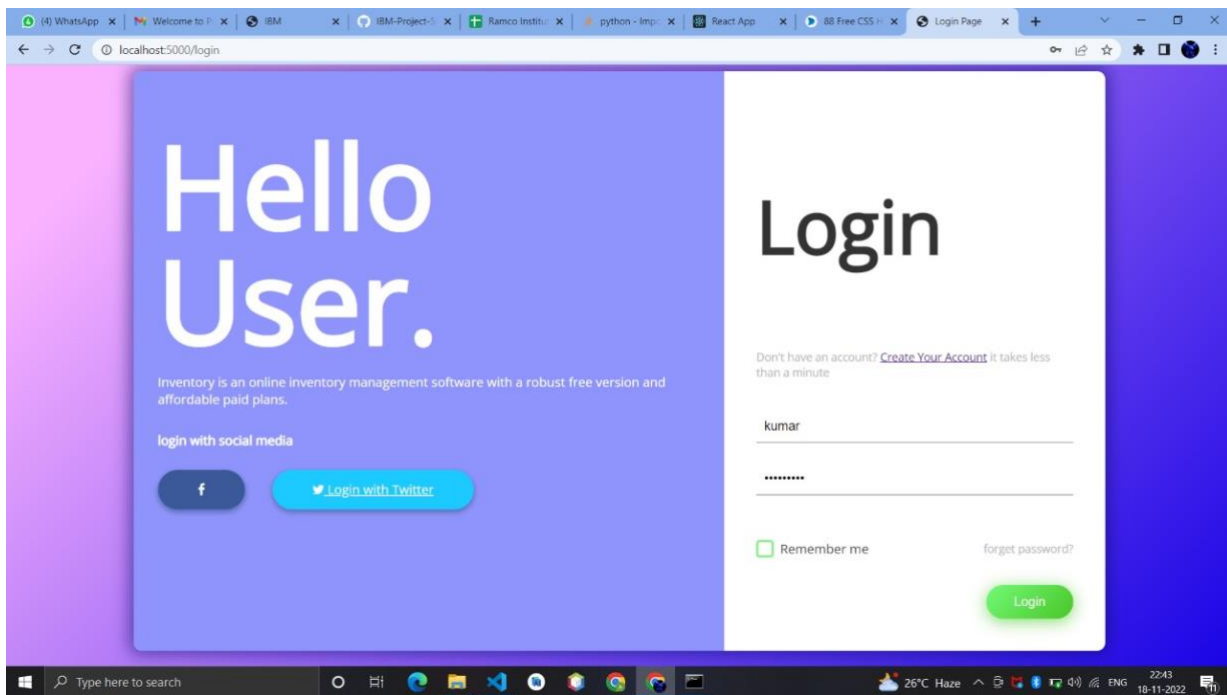 (4) WhatsApp
Welcome to P
IBM
IBM-Project-5
Ramco Institut
python - Impo
React App
88 Free CSS H
Login Page
localhost:5000/login
Hello
User.
Inventory is an online inventory management software with a robust free version and
affordable paid plans.
login with social media
f
Login with Twitter
Login
Don't have an account? Create Your Account it takes less
than a minute
kumar
•••••••••
Remember me
forget password?
Login
Type here to search
26°C Haze
ENG
22:43
18-11-2022